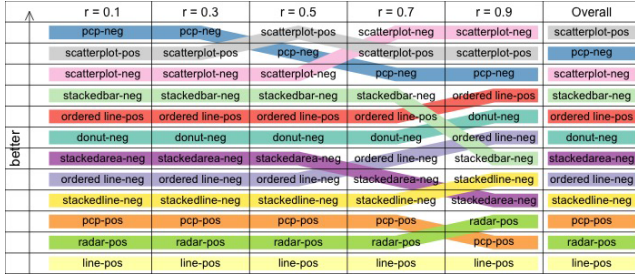 r = 0.1 r = 0.3 r = 0.5 r = 0.7 r = 0.9 Overall
pcp-neg pcp-neg scatterplot-pos scatterplot-neg scatterplot-neg scatterplot-pos
scatterplot-pos scatterplot-pos pcp-neg scatterplot-pos scatterplot-pos pcp-neg
scatterplot-neg scatterplot-neg scatterplot-neg pcp-neg pcp-neg scatterplot-neg
stackedbar-neg stackedbar-neg stackedbar-neg stackedbar-neg ordered line-pos stackedbar-neg
ordered line-pos ordered line-pos ordered line-pos ordered line-pos donut-neg ordered line-pos
donut-neg donut-neg donut-neg donut-neg ordered line-neg donut-neg
stackedarea-neg stackedarea-neg stackedarea-neg ordered line-neg stackedbar-neg stackedarea-neg
ordered line-neg ordered line-neg ordered line-neg stackedarea-neg stackedline-neg ordered line-neg
stackedline-neg stackedline-neg stackedline-neg stackedline-neg stackedarea-neg stackedline-neg
pcp-pos pcp-pos pcp-pos pcp-pos radar-pos pcp-pos
radar-pos radar-pos radar-pos radar-pos pcp-pos radar-pos
line-pos line-pos line-pos line-pos line-pos line-pos
better